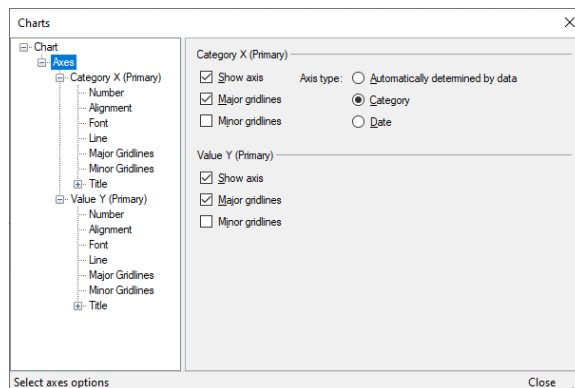 Charts
Chart
Axes
Category X (Primary)
Number
Alignment
Font
Line
Major Gridlines
Minor Gridlines
Title
Value Y (Primary)
Number
Alignment
Font
Line
Major Gridlines
Minor Gridlines
Title
Category X (Primary)
Show axis Axis type: Automatically determined by data
Major gridlines Category
Minor gridlines Date
Value Y (Primary)
Show axis
Major gridlines
Minor gridlines
Select axes options Close